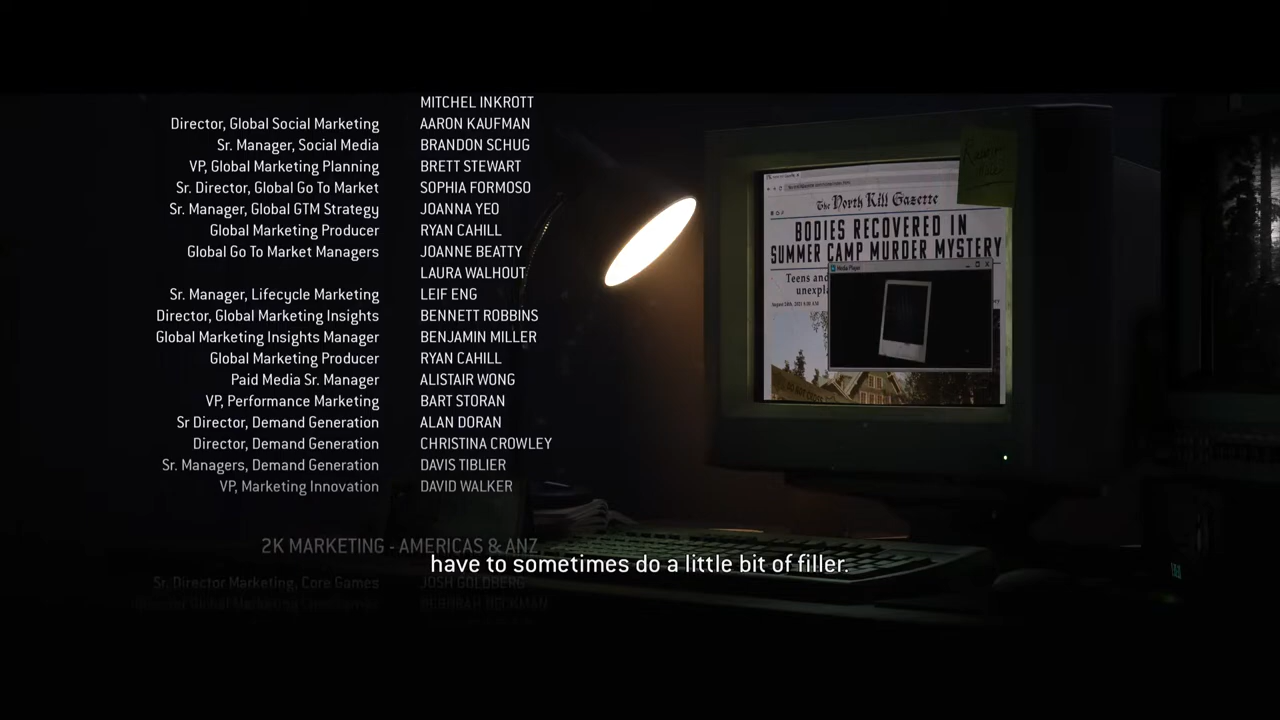 MITCHEL INKROTT
Director, Global Social Marketing AARON KAUFMAN
Sr. Manager, Social Media BRANDON SCHUG
VP, Global Marketing Planning BRETT STEWART
Sr. Director, Global Go To Market SOPHIA FORMOSO
Sr. Manager, Global GTM Strategy JOANNA YEO
Global Marketing Producer RYAN CAHILL
Global Go To Market Managers JOANNE BEATTY
LAURA WALHOUT
Sr. Manager, Lifecycle Marketing LEIF ENG
Director, Global Marketing Insights BENNETT ROBBINS
Global Marketing Insights Manager BENJAMIN MILLER
Global Marketing Producer RYAN CAHILL
Paid Media Sr. Manager ALISTAIR WONG
VP, Performance Marketing BART STORAN
Sr Director, Demand Generation ALAN DORAN
Director, Demand Generation CHRISTINA CROWLEY
Sr. Managers, Demand Generation DAVIS TIBLIER
VP, Marketing Innovation DAVID WALKER
2K MARKETING - AMERICAS & ANZ
Sr. Director Marketing, Core Games JOSH GOLDBERG
DEBORAH BECKMAN
have to sometimes do a little bit of filler.
The North Kill Gazette
BODIES RECOVERED IN
SUMMER CAMP MURDER MYSTERY
Teens and
unexpla
Media Player